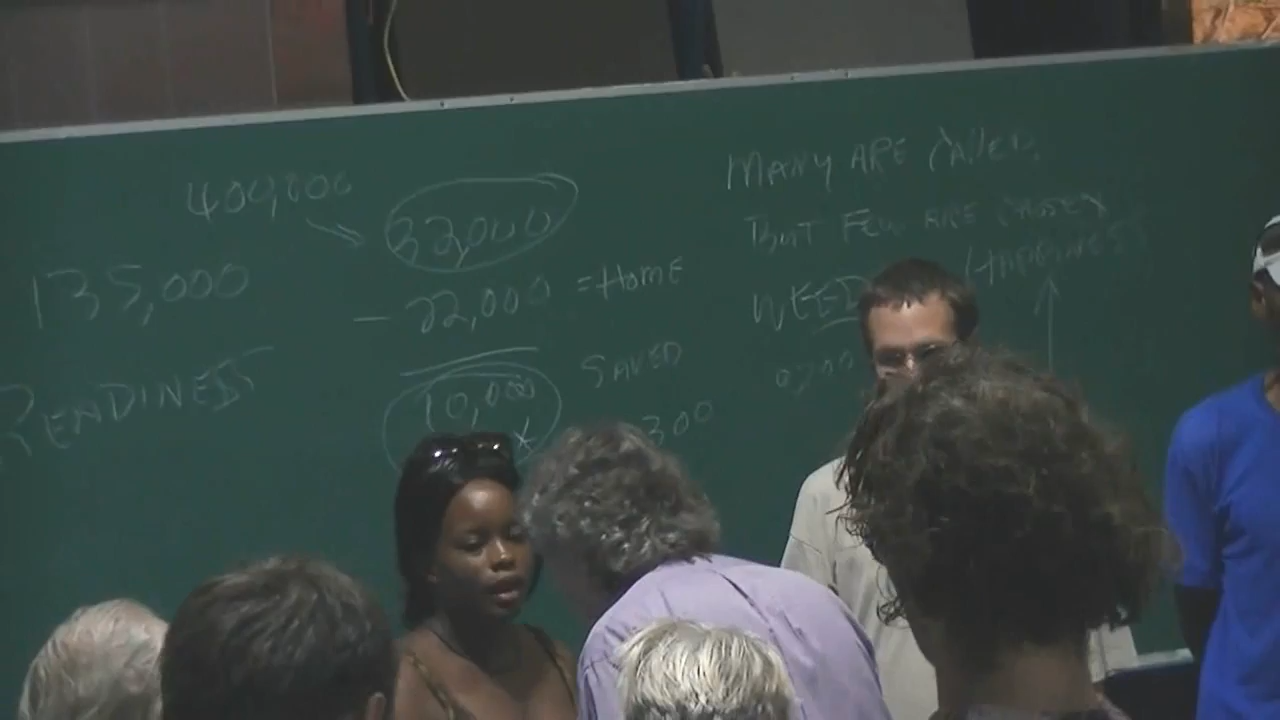 400,000
32,000
135,000
- 22,000 = HOME
READINESS
10,000
SAVED
300
MANY ARE CALLED,
BUT FEW ARE CHOSEN
WEED
HAPPINESS